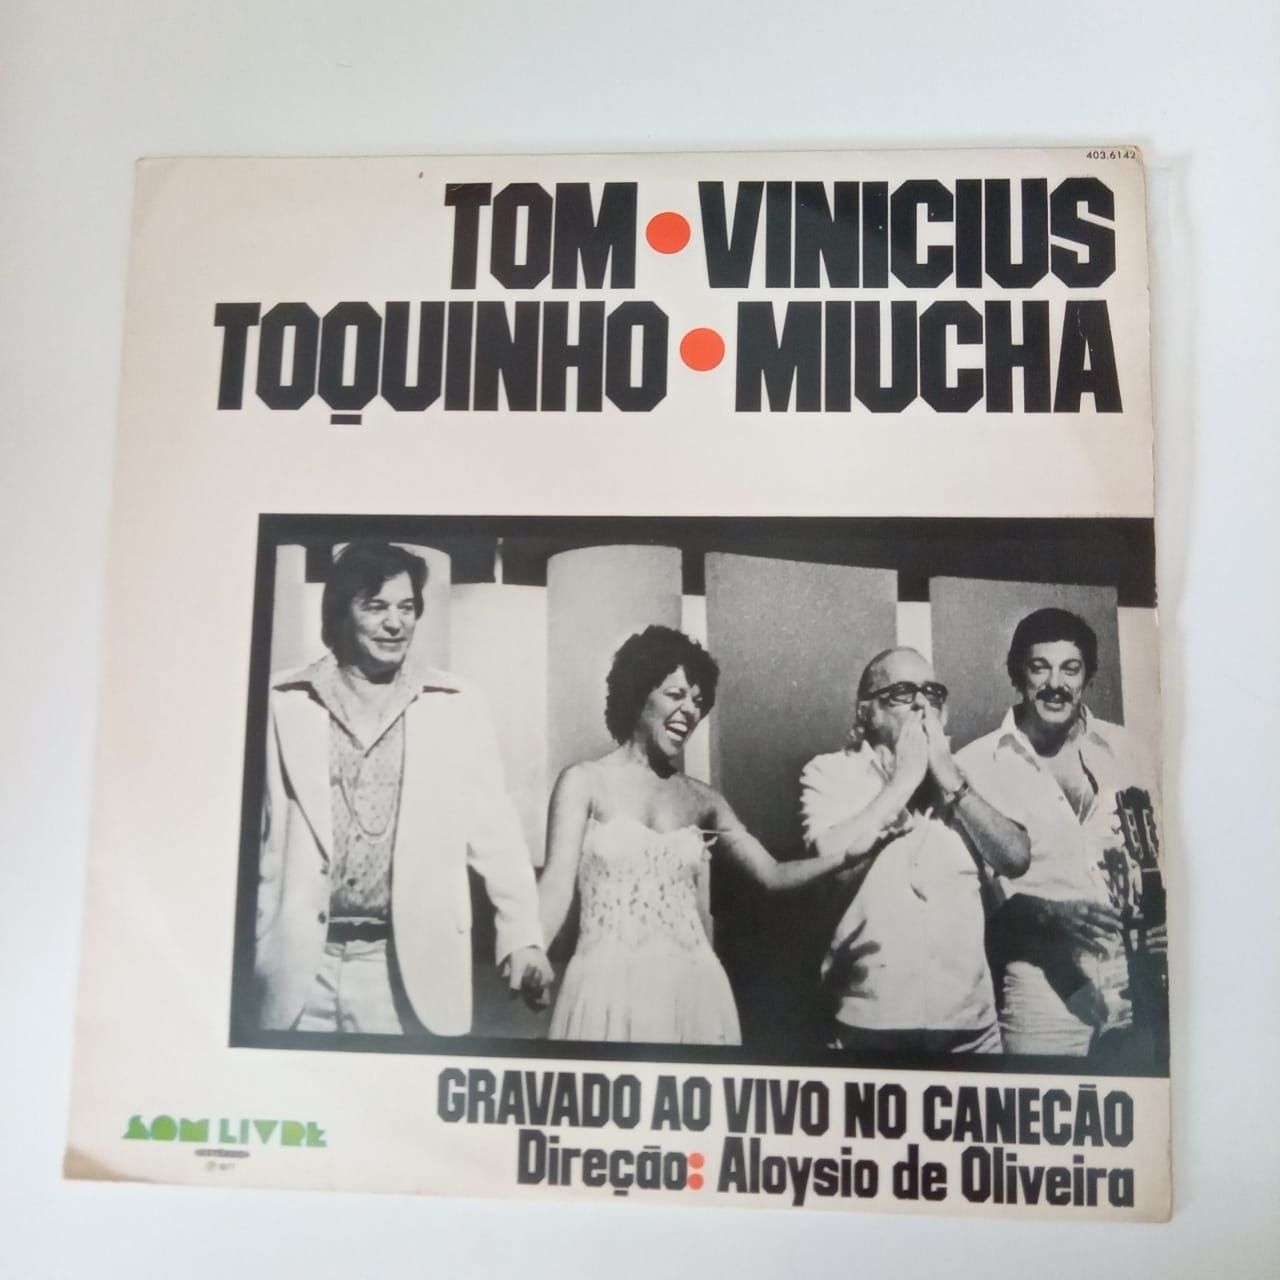 403.6142
TOM • VINICIUS
TOQUINHO • MIUCHA
GRAVADO AO VIVO NO CANECÃO
Direção: Aloysio de Oliveira
SOM LIVRE